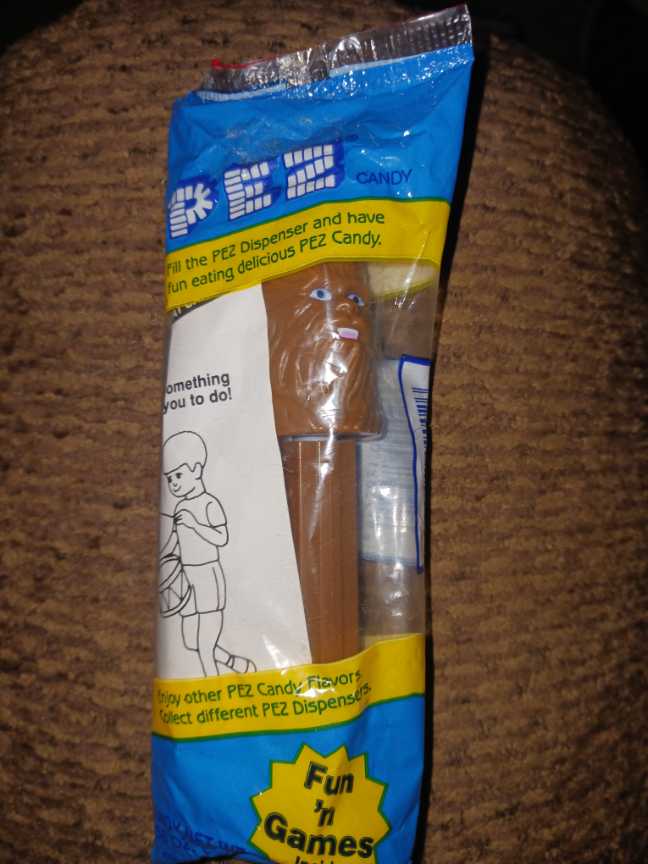 PEZ CANDY
Fill the PEZ Dispenser and have
fun eating delicious PEZ Candy.
omething
you to do!
Enjoy other PEZ Candy Flavors.
Collect different PEZ Dispensers.
Fun
'n
Games